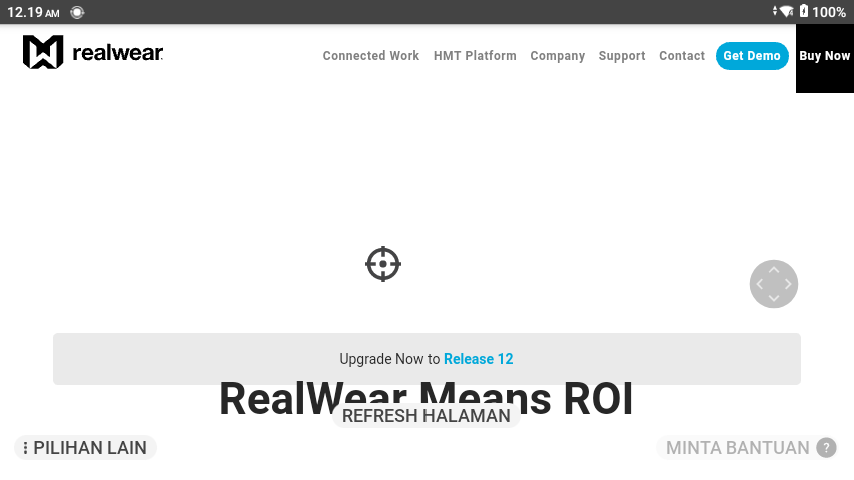 12.19 AM 100%
realwear
Connected Work HMT Platform Company Support Contact Get Demo Buy Now
Upgrade Now to Release 12
RealWear Means ROI
REFRESH HALAMAN
PILIHAN LAIN MINTA BANTUAN ?